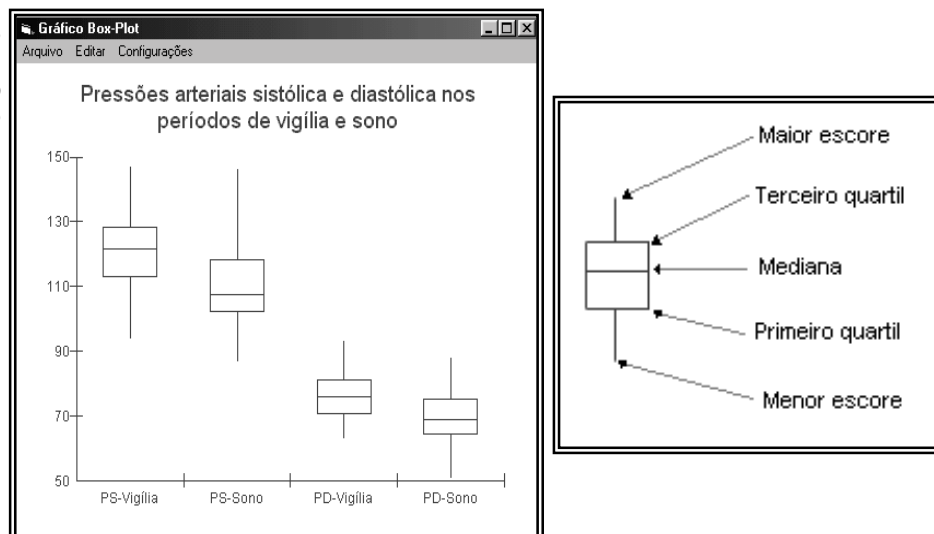 Gráfico Box-Plot
Arquivo Editar Configurações
Pressões arteriais sistólica e diastólica nos
períodos de vigília e sono
150
130
110
90
70
50
PS-Vigília PS-Sono PD-Vigília PD-Sono
Maior escore
Terceiro quartil
Mediana
Primeiro quartil
Menor escore